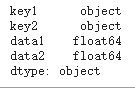 key1 object
key2 object
data1 float64
data2 float64
dtype: object